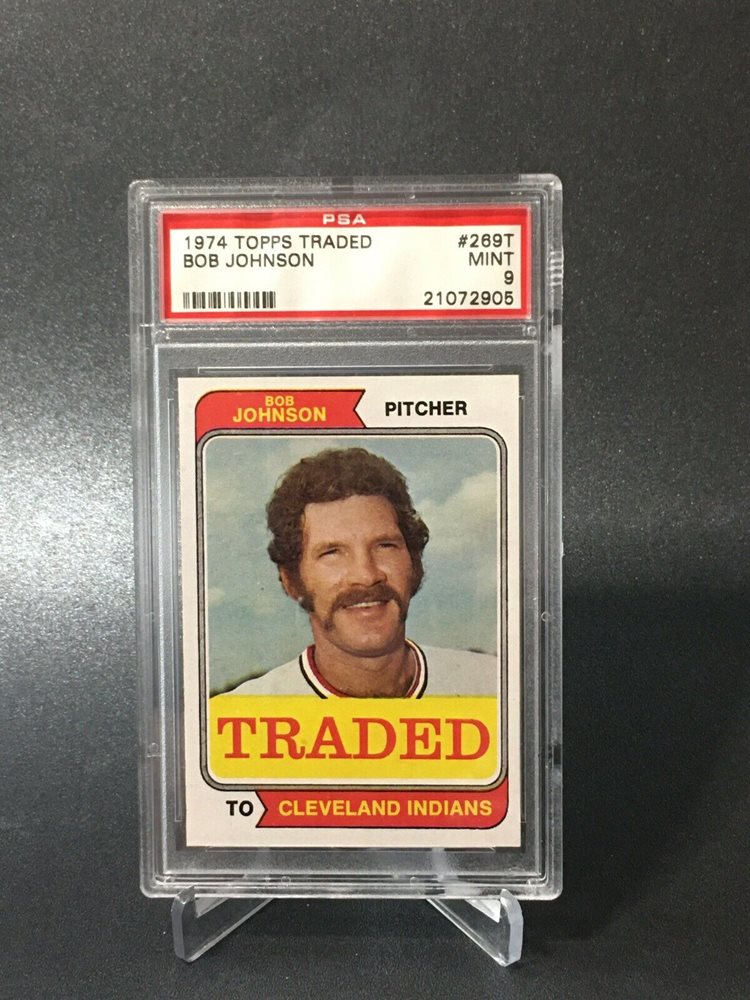 PSA
1974 TOPPS TRADED #269T
BOB JOHNSON MINT
9
21072905
BOB
JOHNSON PITCHER
TRADED
TO CLEVELAND INDIANS